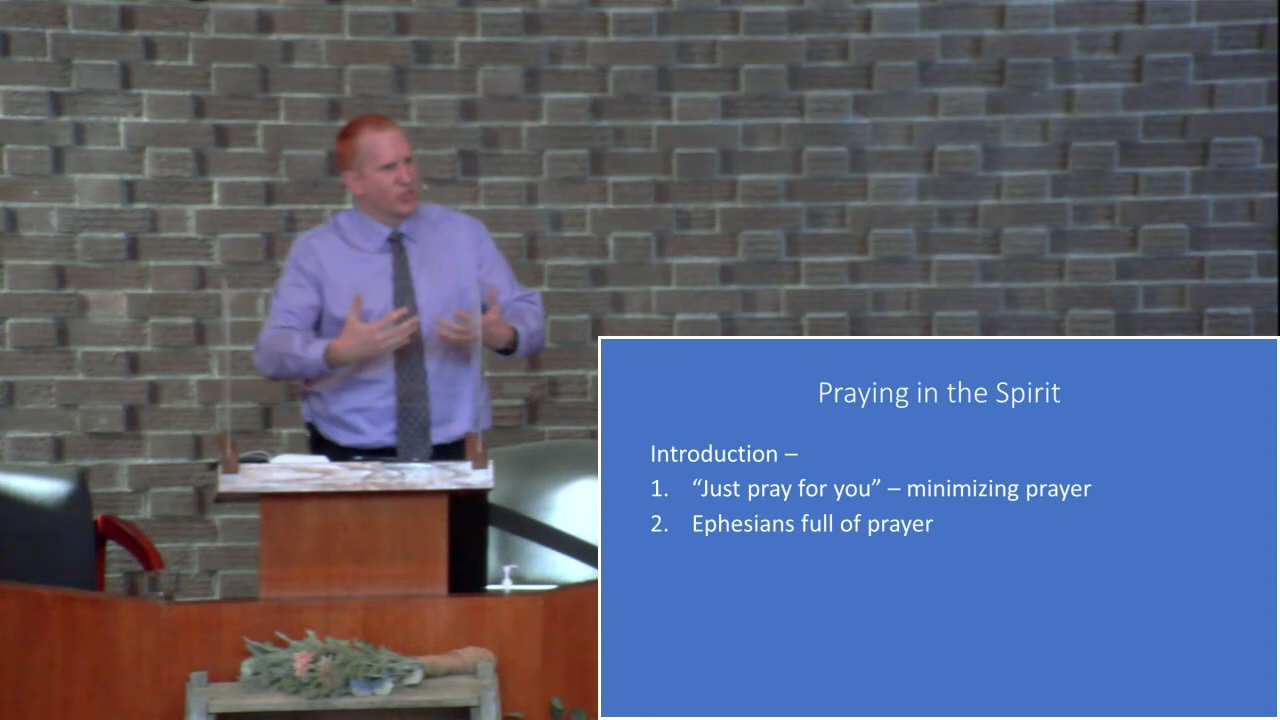 Praying in the Spirit
Introduction –
1. “Just pray for you” – minimizing prayer
2. Ephesians full of prayer